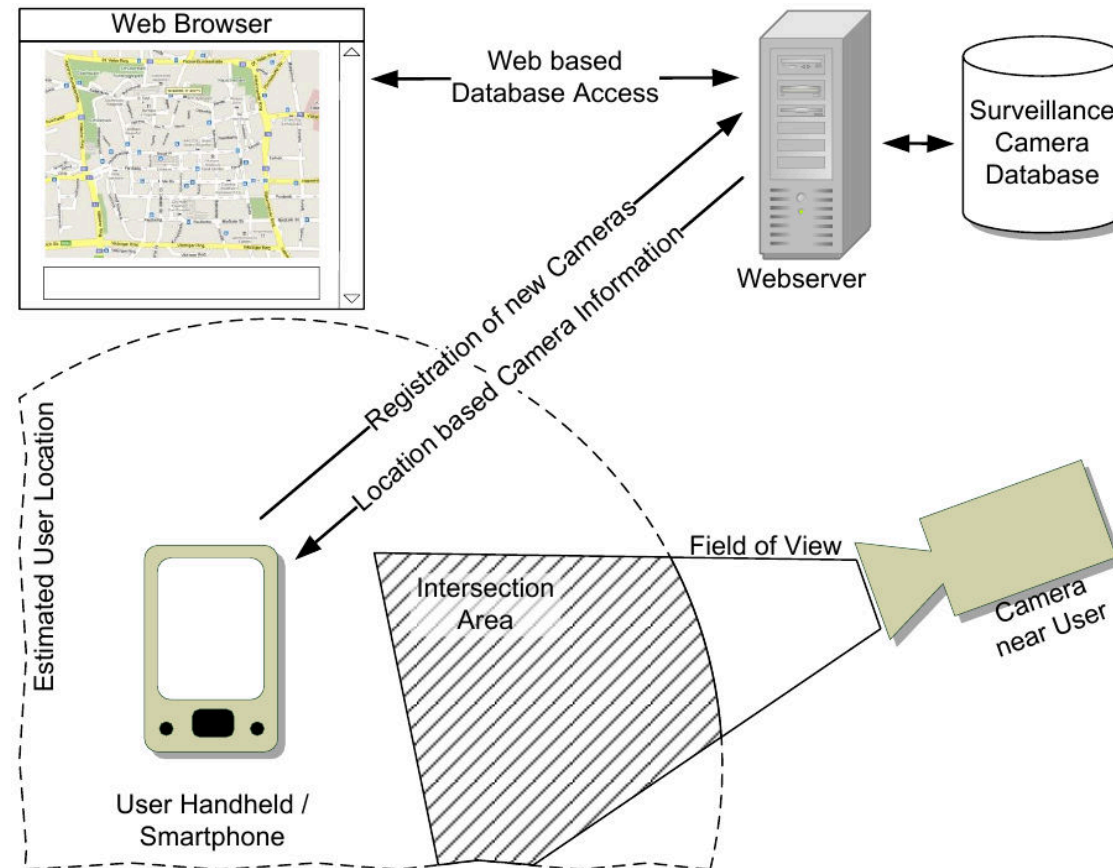 Web Browser
Web based
Database Access
Surveillance
Camera
Database
Webserver
Registration of new Cameras
Location based Camera Information
Estimated User Location
Field of View
Intersection
Area
Camera
near User
User Handheld /
Smartphone